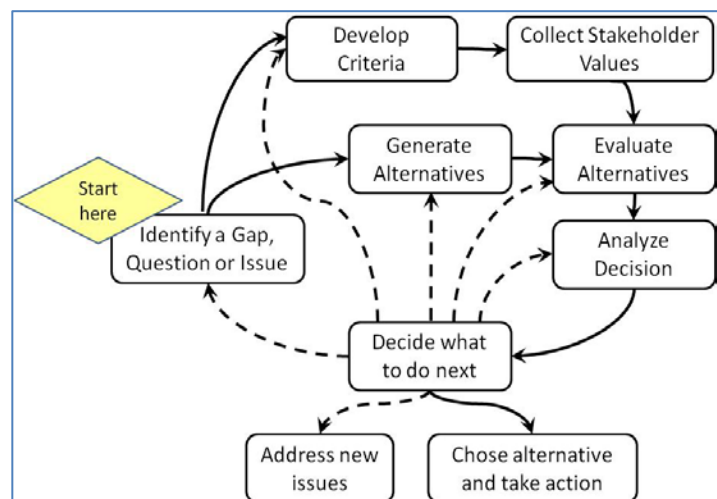 Develop
Criteria
Collect Stakeholder
Values
Generate
Alternatives
Evaluate
Alternatives
Start
here
Identify a Gap,
Question or Issue
Analyze
Decision
Decide what
to do next
Address new
issues
Chose alternative
and take action